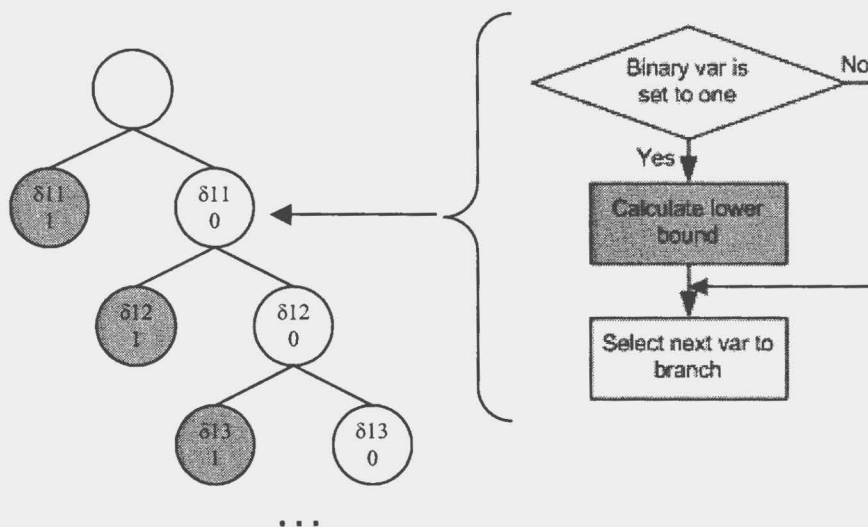 δ11
1
δ11
0
δ12
1
δ12
0
δ13
1
δ13
0
...
Binary var is
set to one
No
Yes
Calculate lower
bound
Select next var to
branch